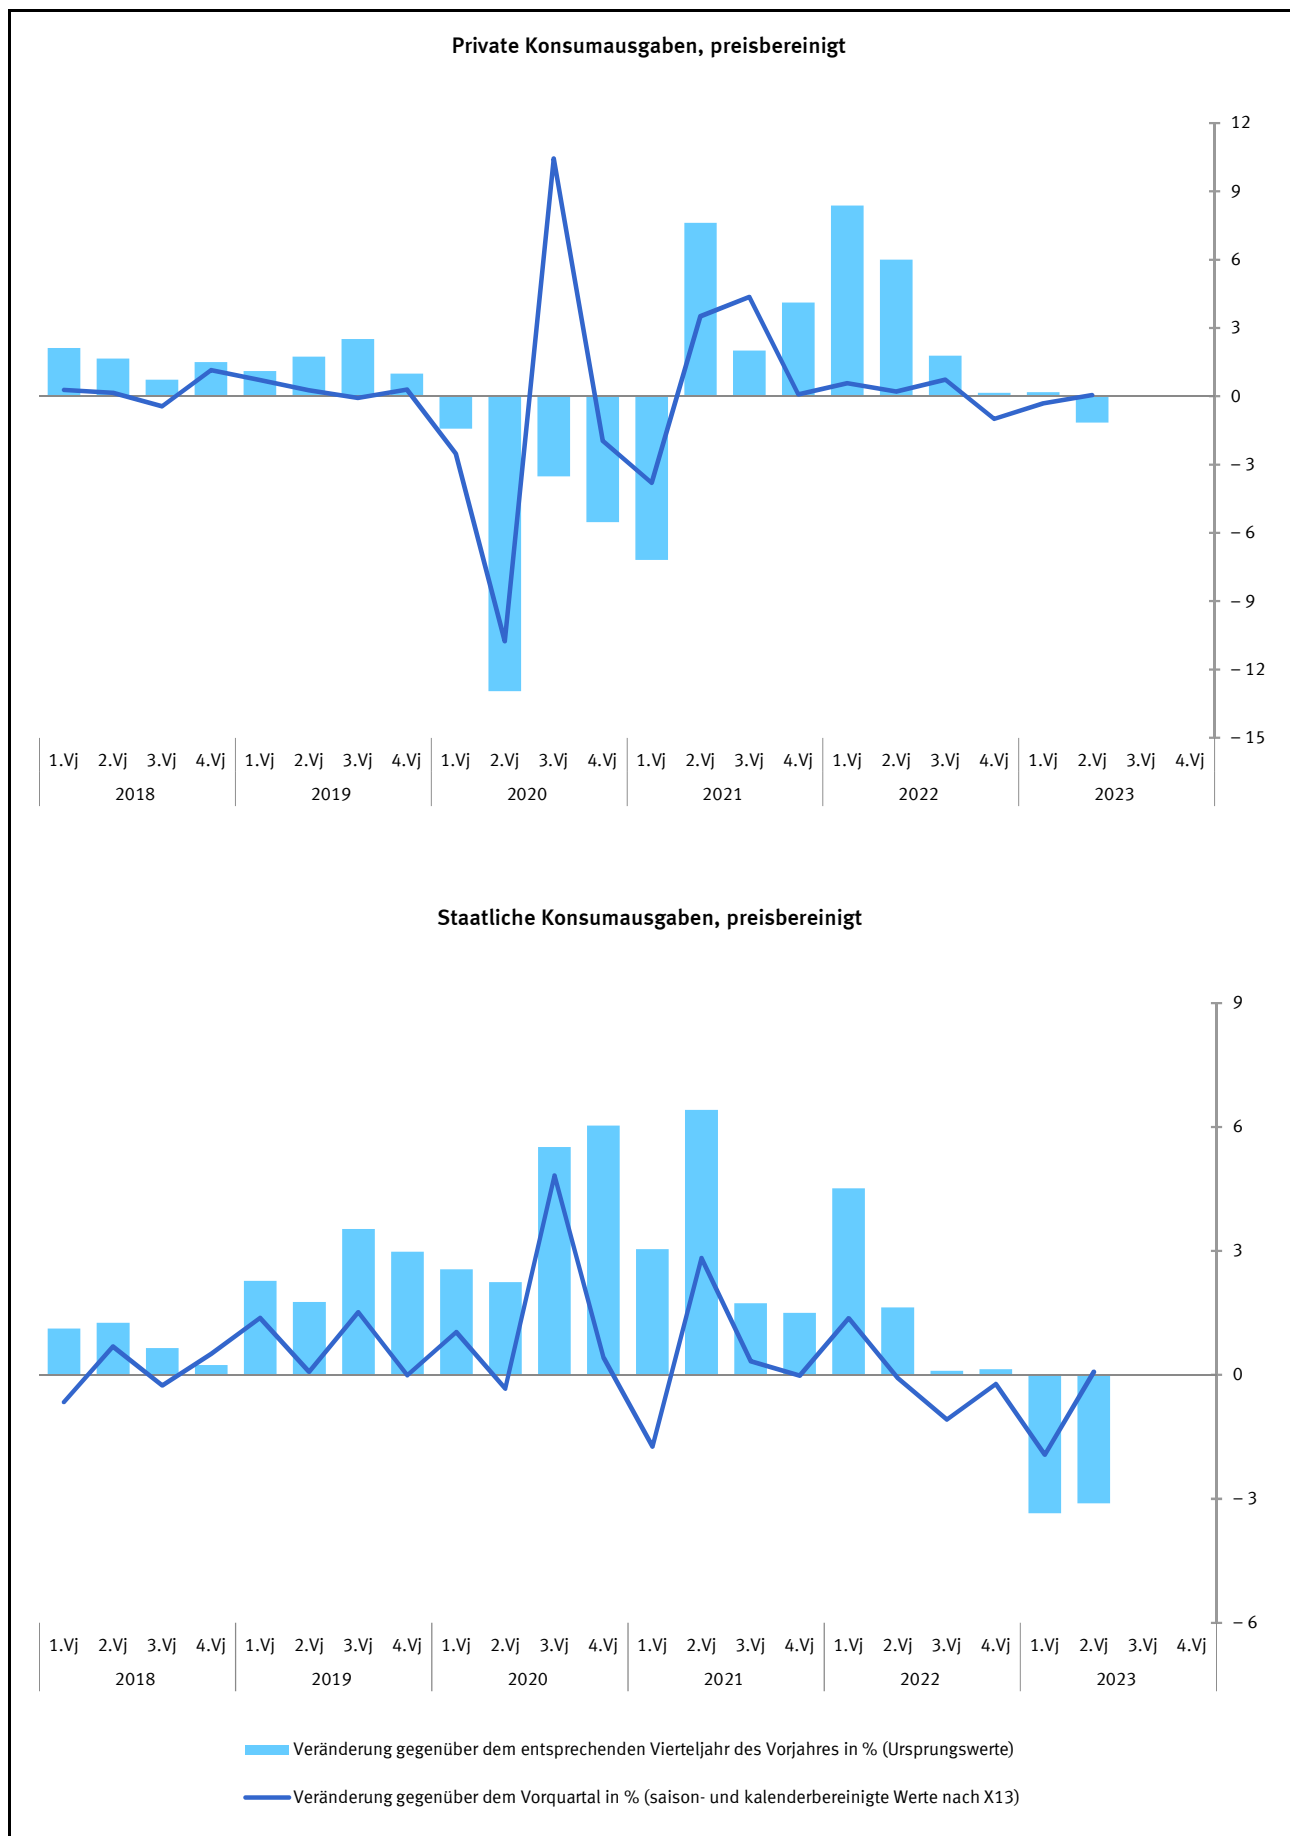 Private Konsumausgaben, preisbereinigt
12
9
6
3
0
– 3
– 6
– 9
– 12
– 15
1.Vj 2.Vj 3.Vj 4.Vj 1.Vj 2.Vj 3.Vj 4.Vj 1.Vj 2.Vj 3.Vj 4.Vj 1.Vj 2.Vj 3.Vj 4.Vj 1.Vj 2.Vj 3.Vj 4.Vj 1.Vj 2.Vj 3.Vj 4.Vj
2018 2019 2020 2021 2022 2023
Staatliche Konsumausgaben, preisbereinigt
9
6
3
0
– 3
– 6
1.Vj 2.Vj 3.Vj 4.Vj 1.Vj 2.Vj 3.Vj 4.Vj 1.Vj 2.Vj 3.Vj 4.Vj 1.Vj 2.Vj 3.Vj 4.Vj 1.Vj 2.Vj 3.Vj 4.Vj 1.Vj 2.Vj 3.Vj 4.Vj
2018 2019 2020 2021 2022 2023
Veränderung gegenüber dem entsprechenden Vierteljahr des Vorjahres in % (Ursprungswerte)
Veränderung gegenüber dem Vorquartal in % (saison- und kalenderbereinigte Werte nach X13)